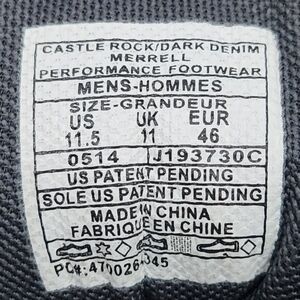 CASTLE ROCK/DARK DENIM
MERRELL
PERFORMANCE FOOTWEAR
MENS-HOMMES
SIZE-GRANDEUR
US UK EUR
11.5 11 46
0514 J193730C
US PATENT PENDING
SOLE US PATENT PENDING
MADE IN CHINA
FABRIQUE EN CHINE